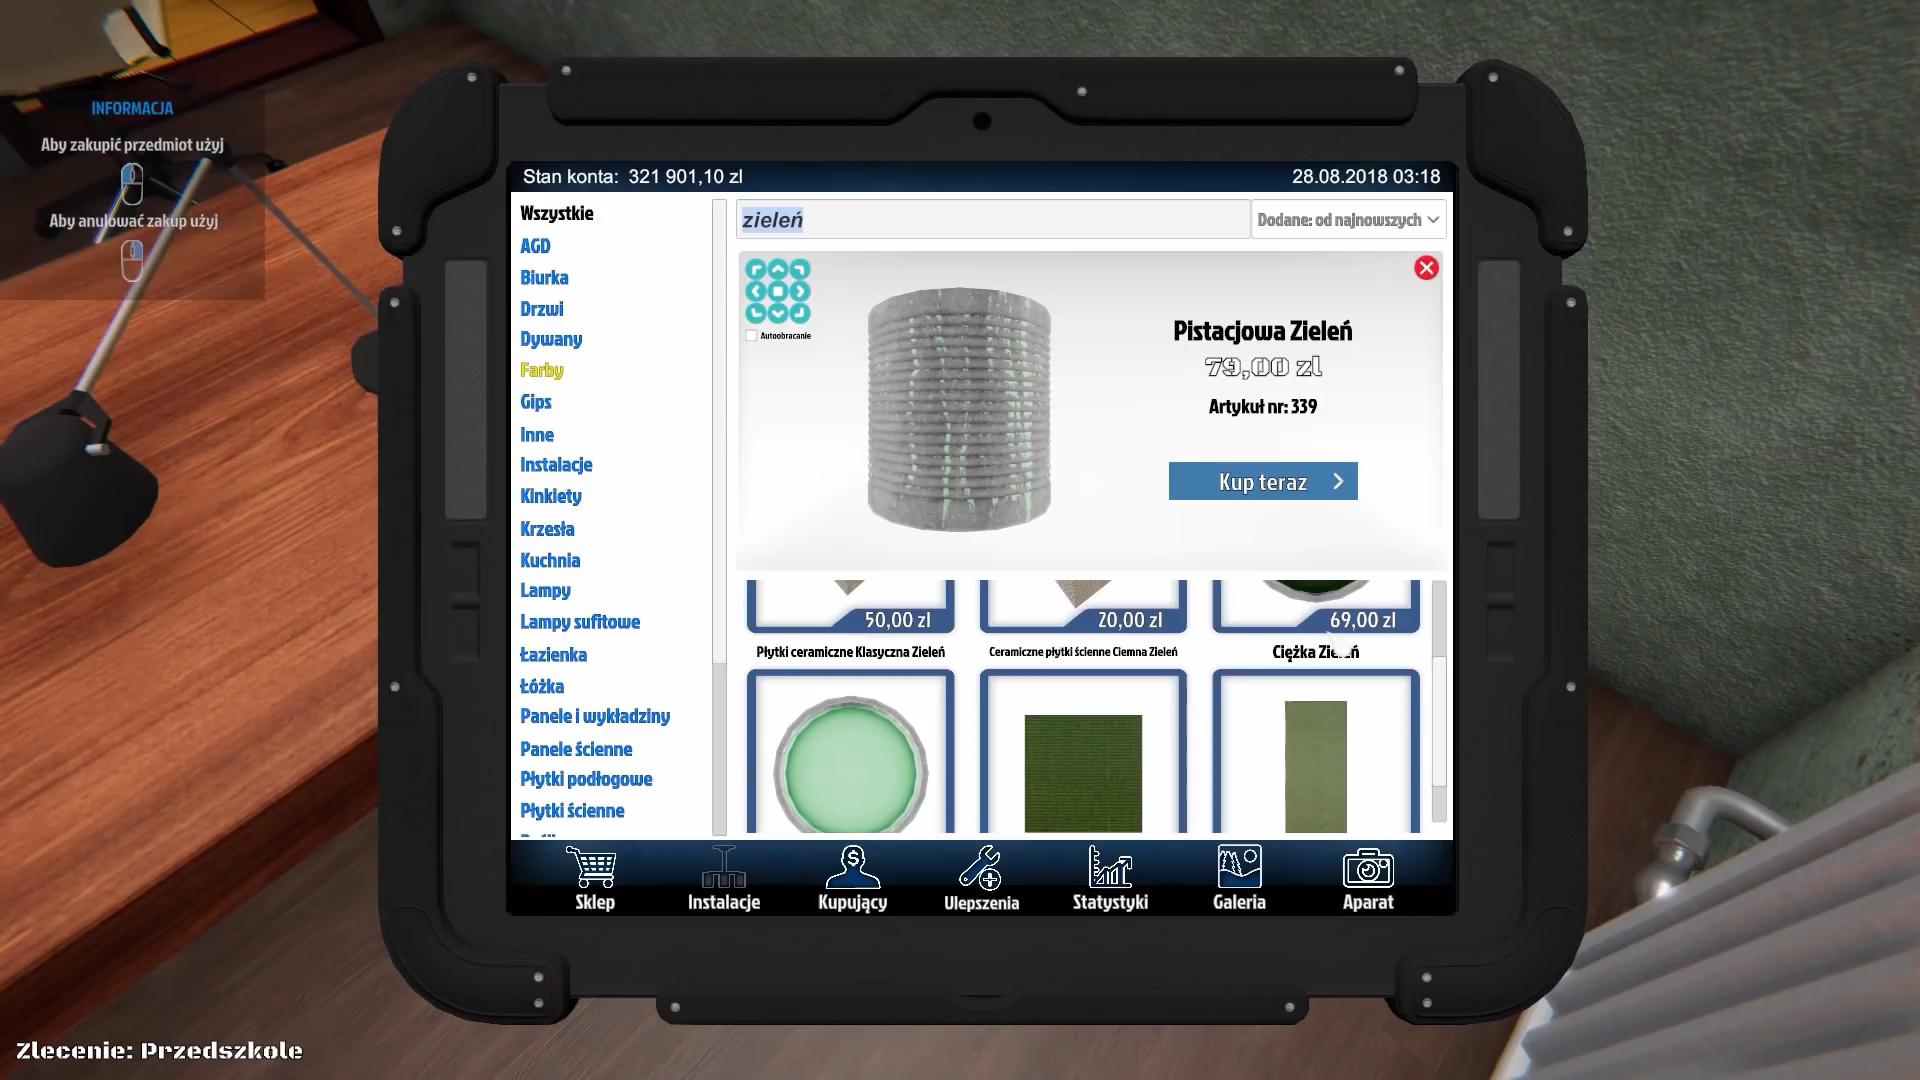 INFORMACJA
Aby zakupić przedmiot użyj
Aby anulować zakup użyj
Stan konta: 321 901,10 zl
28.08.2018 03:18
Wszystkie
AGD
Biurka
Drzwi
Dywany
Farby
Gips
Inne
Instalacje
Kinkiety
Krzesła
Kuchnia
Lampy
Lampy sufitowe
Łazienka
Łóżka
Panele i wykładziny
Panele ścienne
Płytki podłogowe
Płytki ścienne
zieleń
Dodane: od najnowszych
Autoobracanie
Pistacjowa Zieleń
79,00 zl
Artykuł nr: 339
Kup teraz
50,00 zl
20,00 zl
69,00 zl
Płytki ceramiczne Klasyczna Zieleń
Ceramiczne płytki ścienne Ciemna Zieleń
Ciężka Zieleń
Sklep
Instalacje
Kupujący
Ulepszenia
Statystyki
Galeria
Aparat
Zlecenie: Przedszkole